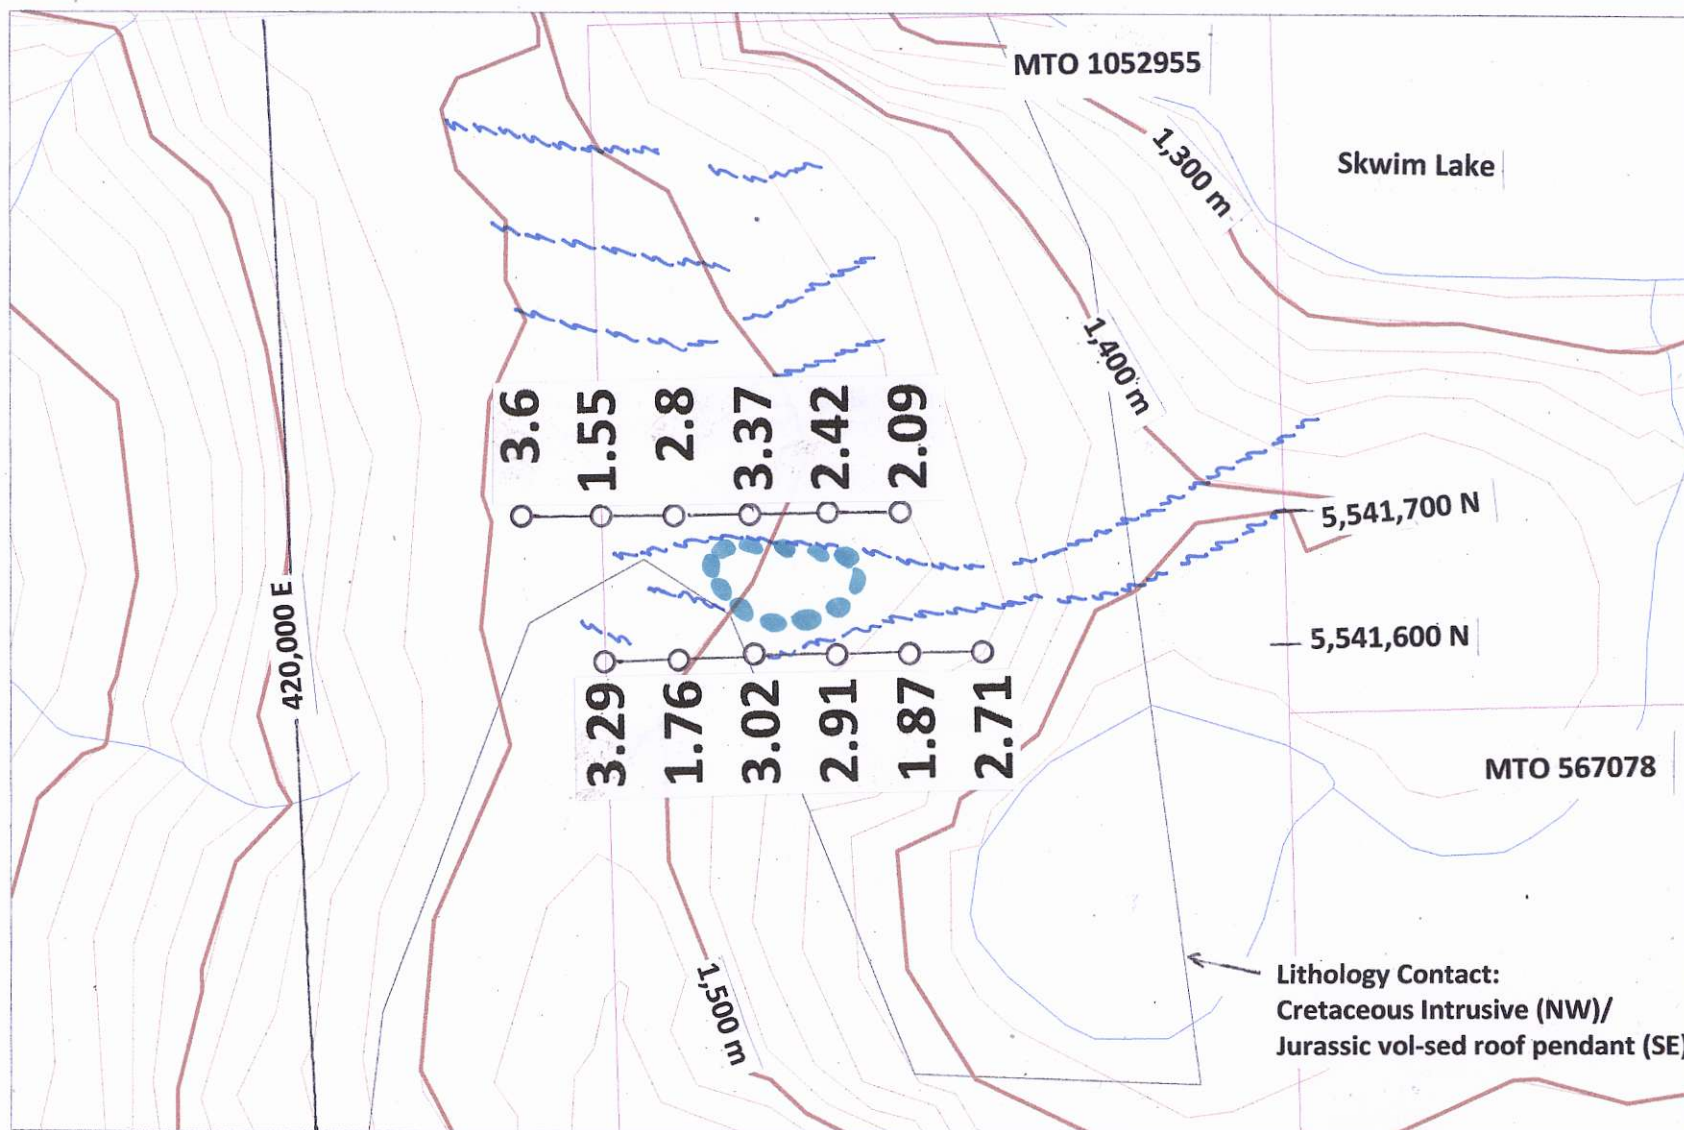 MTO 1052955
1,300 m
Skwim Lake
1,400 m
3.6
1.55
2.8
3.37
2.42
2.09
5,541,700 N
420,000 E
5,541,600 N
3.29
1.76
3.02
2.91
1.87
2.71
MTO 567078
1,500 m
Lithology Contact:
Cretaceous Intrusive (NW)/
Jurassic vol-sed roof pendant (SE)